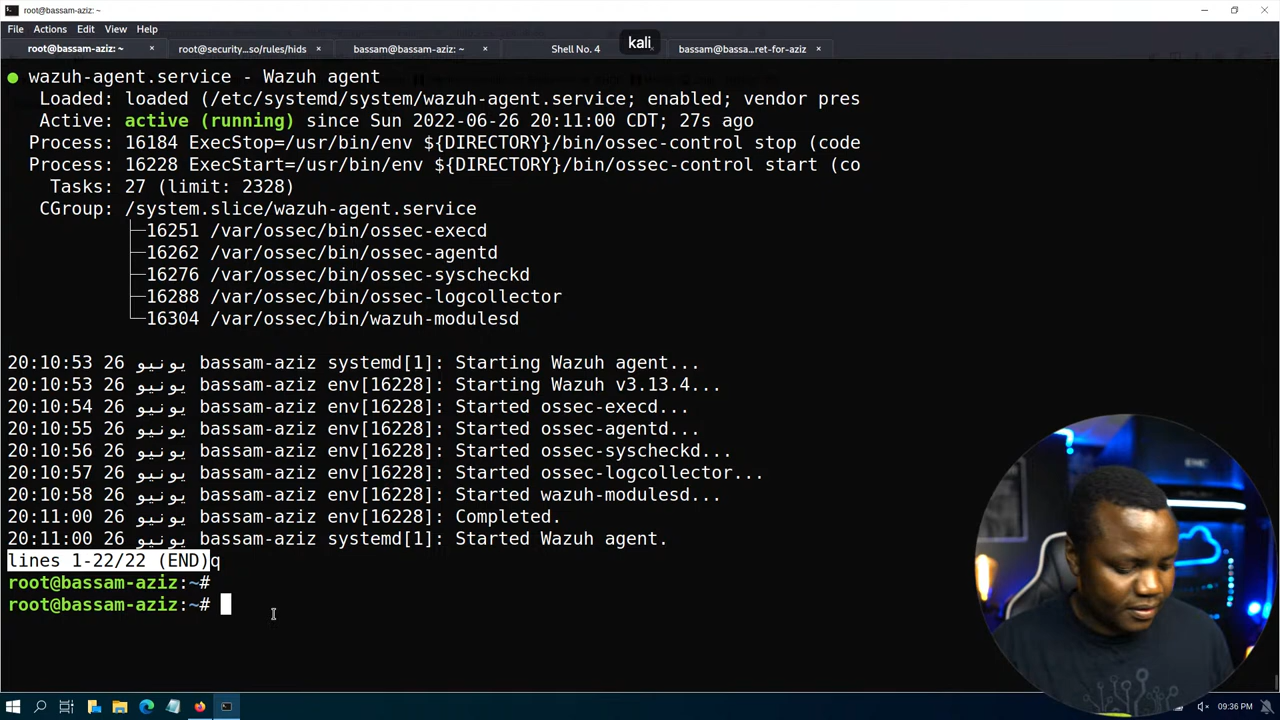 root@bassam-aziz: ~
File Actions Edit View Help
root@bassam-aziz: ~ × root@security...so/rules/hids × bassam@bassam-aziz: ~ × Shell No. 4 bassam@bassa...ret-for-aziz ×
kali
● wazuh-agent.service - Wazuh agent
Loaded: loaded (/etc/systemd/system/wazuh-agent.service; enabled; vendor pres
Active: active (running) since Sun 2022-06-26 20:11:00 CDT; 27s ago
Process: 16184 ExecStop=/usr/bin/env ${DIRECTORY}/bin/ossec-control stop (code
Process: 16228 ExecStart=/usr/bin/env ${DIRECTORY}/bin/ossec-control start (co
Tasks: 27 (limit: 2328)
CGroup: /system.slice/wazuh-agent.service
├─16251 /var/ossec/bin/ossec-execd
├─16262 /var/ossec/bin/ossec-agentd
├─16276 /var/ossec/bin/ossec-syscheckd
├─16288 /var/ossec/bin/ossec-logcollector
└─16304 /var/ossec/bin/wazuh-modulesd
20:10:53 26 يونيو bassam-aziz systemd[1]: Starting Wazuh agent...
20:10:53 26 يونيو bassam-aziz env[16228]: Starting Wazuh v3.13.4...
20:10:54 26 يونيو bassam-aziz env[16228]: Started ossec-execd...
20:10:55 26 يونيو bassam-aziz env[16228]: Started ossec-agentd...
20:10:56 26 يونيو bassam-aziz env[16228]: Started ossec-syscheckd...
20:10:57 26 يونيو bassam-aziz env[16228]: Started ossec-logcollector...
20:10:58 26 يونيو bassam-aziz env[16228]: Started wazuh-modulesd...
20:11:00 26 يونيو bassam-aziz env[16228]: Completed.
20:11:00 26 يونيو bassam-aziz systemd[1]: Started Wazuh agent.
lines 1-22/22 (END)q
root@bassam-aziz:~#
root@bassam-aziz:~#
09:36 PM